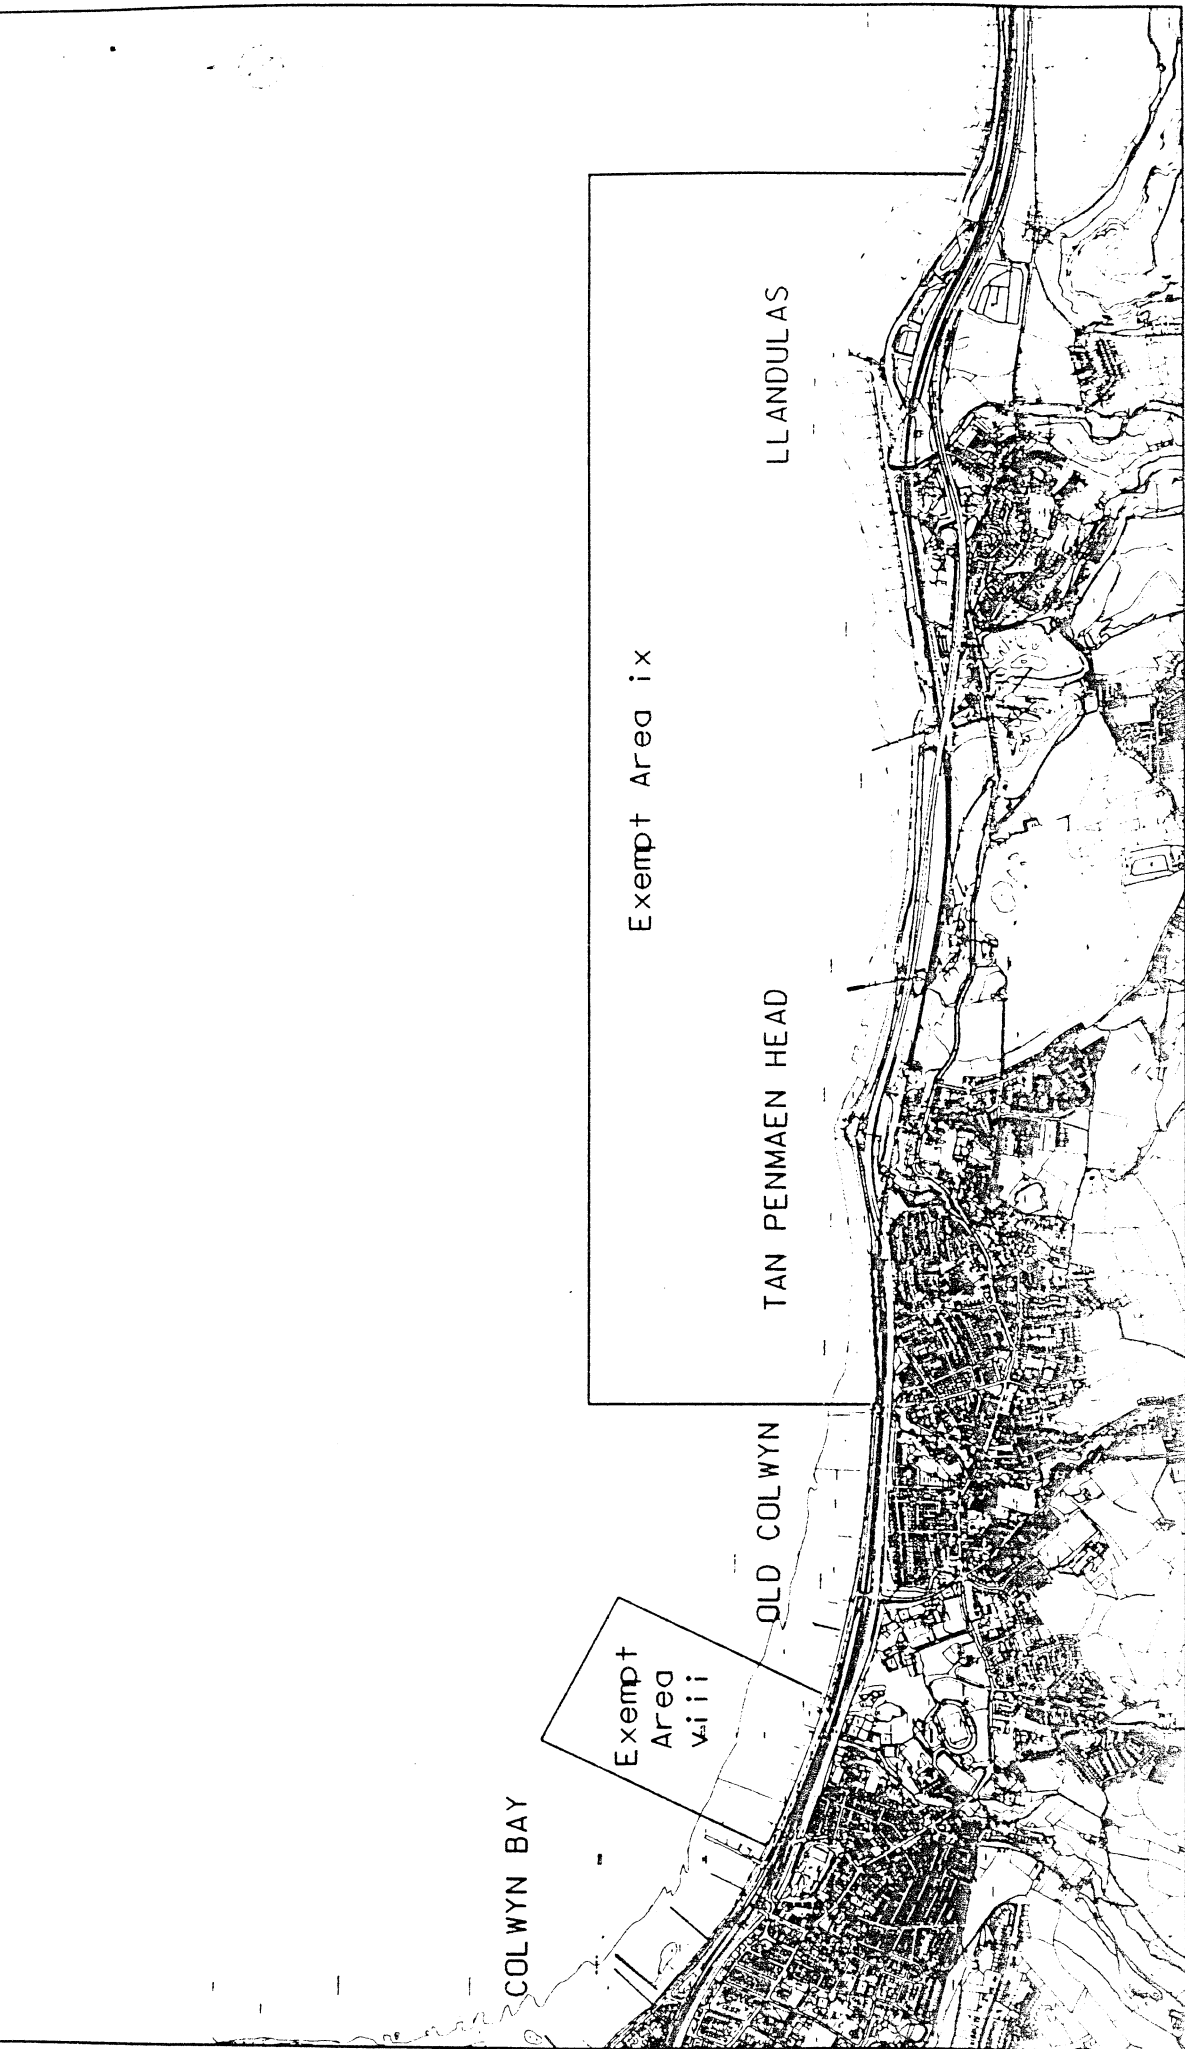 COLWYN BAY
Exempt
Area
viii
OLD COLWYN
TAN PENMAEN HEAD
Exempt Area ix
LLANDULAS